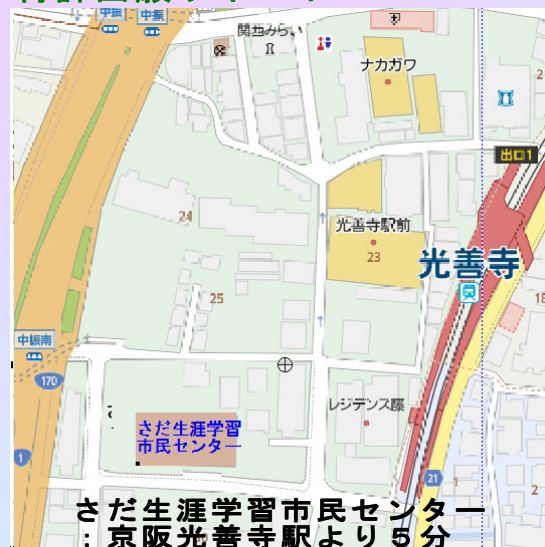 中振
中振
関西みらい
ナカガワ
出口1
24
光善寺駅前
23
光善寺
25
18
中振南
170
レジデンス藤
さだ生涯学習
市民センター
1
21
2
さだ生涯学習市民センター
：京阪光善寺駅より５分